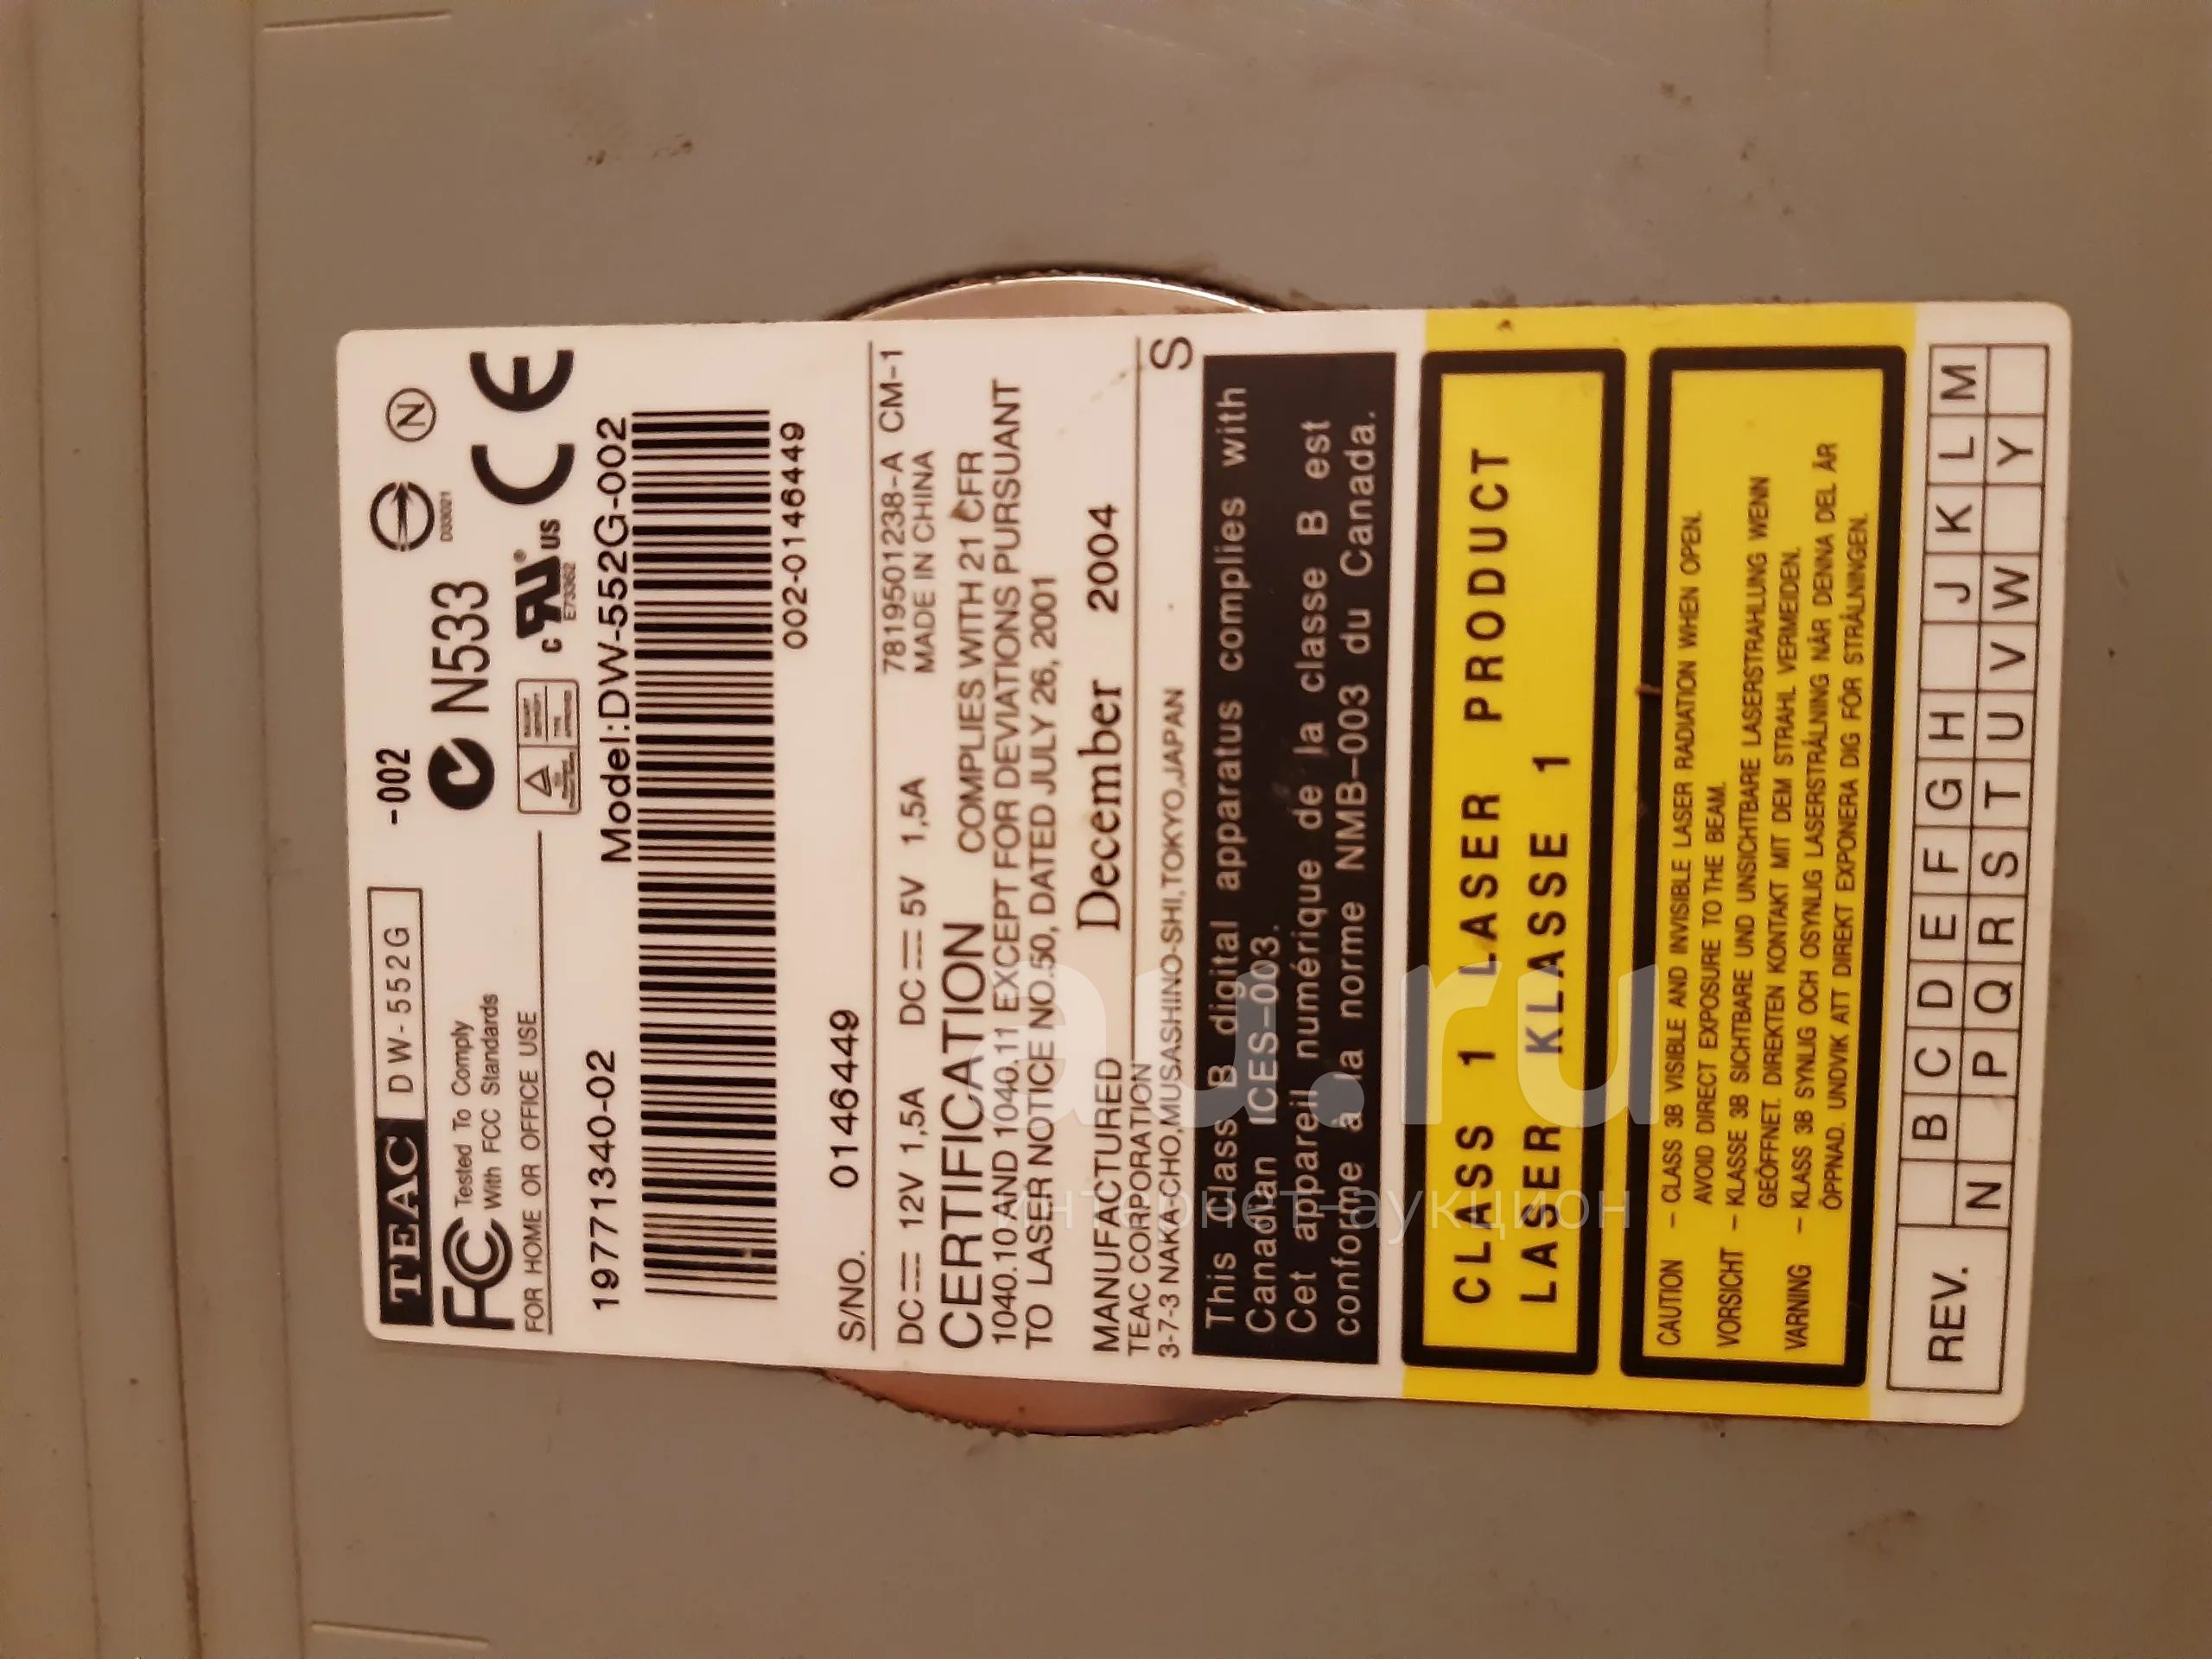 TEAC DW-552G -002 N
D33021
FC Tested To Comply
With FCC Standards
N533
FOR HOME OR OFFICE USE
c RU® US CE
E73362
19771340-02 Model:DW-552G-002
002-0146449
S/NO. 0146449
DC 12V 1,5A DC 5V 1,5A 7819501238-A CM-1
MADE IN CHINA
CERTIFICATION COMPLIES WITH 21 CFR
1040.10 AND 1040.11 EXCEPT FOR DEVIATIONS PURSUANT
TO LASER NOTICE NO.50, DATED JULY 26, 2001
MANUFACTURED December 2004
TEAC CORPORATION
3-7-3 NAKA-CHO,MUSASHINO-SHI,TOKYO,JAPAN S
This Class B digital apparatus complies with
Canadian ICES-003.
Cet appareil numérique de la classe B est
conforme à la norme NMB-003 du Canada.
CLASS 1 LASER PRODUCT
LASER KLASSE 1
CAUTION – CLASS 3B VISIBLE AND INVISIBLE LASER RADIATION WHEN OPEN.
AVOID DIRECT EXPOSURE TO THE BEAM.
VORSICHT – KLASSE 3B SICHTBARE UND UNSICHTBARE LASERSTRAHLUNG WENN
GEÖFFNET. DIREKTEN KONTAKT MIT DEM STRAHL VERMEIDEN.
VARNING – KLASS 3B SYNLIG OCH OSYNLIG LASERSTRÅLNING NÄR DENNA DEL ÄR
ÖPPNAD. UNDVIK ATT DIREKT EXPONERA DIG FÖR STRÅLNINGEN.
REV. B C D E F G H J K L M
N P Q R S T U V W Y
au.ru
интернет-аукцион